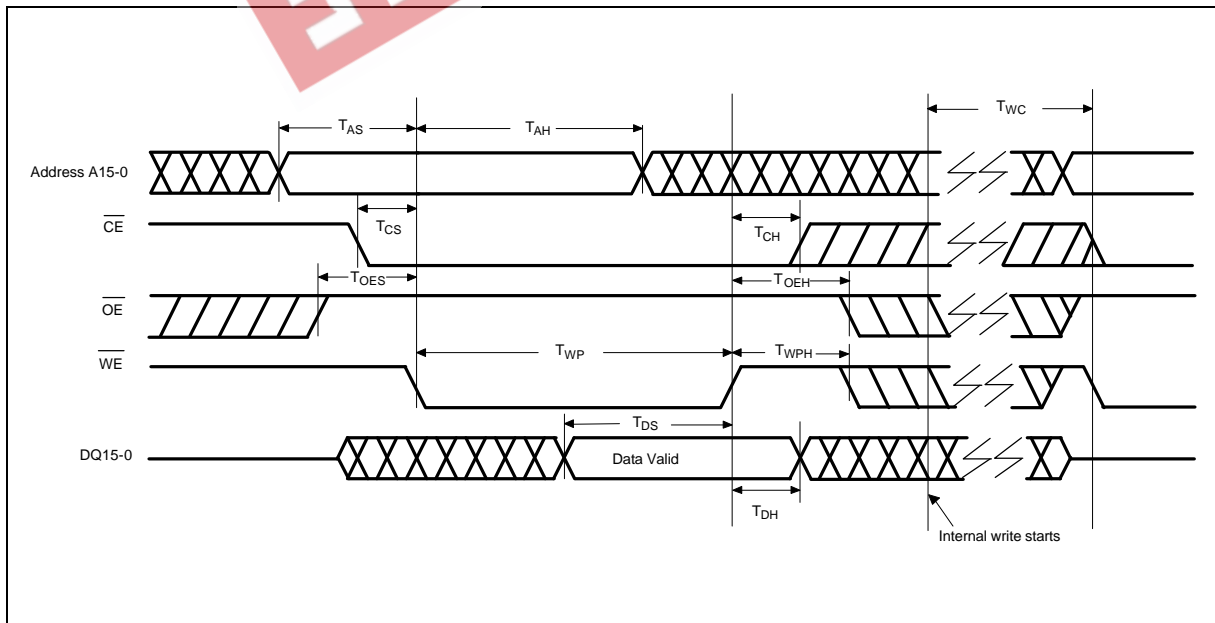 TWC
TAS
TAH
Address A15-0
CE
TCS
TCH
TOES
TOEH
OE
TWP
TWPH
WE
TDS
DQ15-0
Data Valid
TDH
Internal write starts